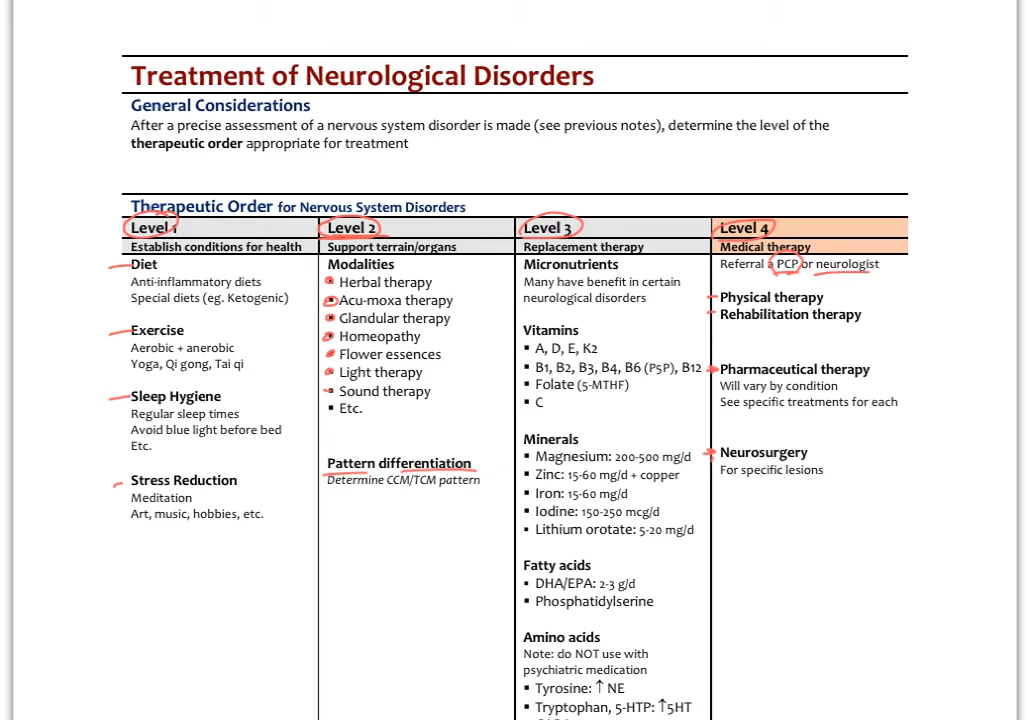 Treatment of Neurological Disorders
General Considerations
After a precise assessment of a nervous system disorder is made (see previous notes), determine the level of the
therapeutic order appropriate for treatment
Therapeutic Order for Nervous System Disorders
Level 1
Establish conditions for health
Diet
Anti-inflammatory diets
Special diets (eg. Ketogenic)
Exercise
Aerobic + anerobic
Yoga, Qi gong, Tai qi
Sleep Hygiene
Regular sleep times
Avoid blue light before bed
Etc.
Stress Reduction
Meditation
Art, music, hobbies, etc.
Level 2
Support terrain/organs
Modalities
▪ Herbal therapy
▪ Acu-moxa therapy
▪ Glandular therapy
▪ Homeopathy
▪ Flower essences
▪ Light therapy
▪ Sound therapy
▪ Etc.
Pattern differentiation
Determine CCM/TCM pattern
Level 3
Replacement therapy
Micronutrients
Many have benefit in certain
neurological disorders
Vitamins
▪ A, D, E, K2
▪ B1, B2, B3, B4, B6 (P5P), B12
▪ Folate (5-MTHF)
▪ C
Minerals
▪ Magnesium: 200-500 mg/d
▪ Zinc: 15-60 mg/d + copper
▪ Iron: 15-60 mg/d
▪ Iodine: 150-250 mcg/d
▪ Lithium orotate: 5-20 mg/d
Fatty acids
▪ DHA/EPA: 2-3 g/d
▪ Phosphatidylserine
Amino acids
Note: do NOT use with
psychiatric medication
▪ Tyrosine: ↑ NE
▪ Tryptophan, 5-HTP: ↑5HT
Level 4
Medical therapy
Referral a PCP or neurologist
Physical therapy
Rehabilitation therapy
Pharmaceutical therapy
Will vary by condition
See specific treatments for each
Neurosurgery
For specific lesions